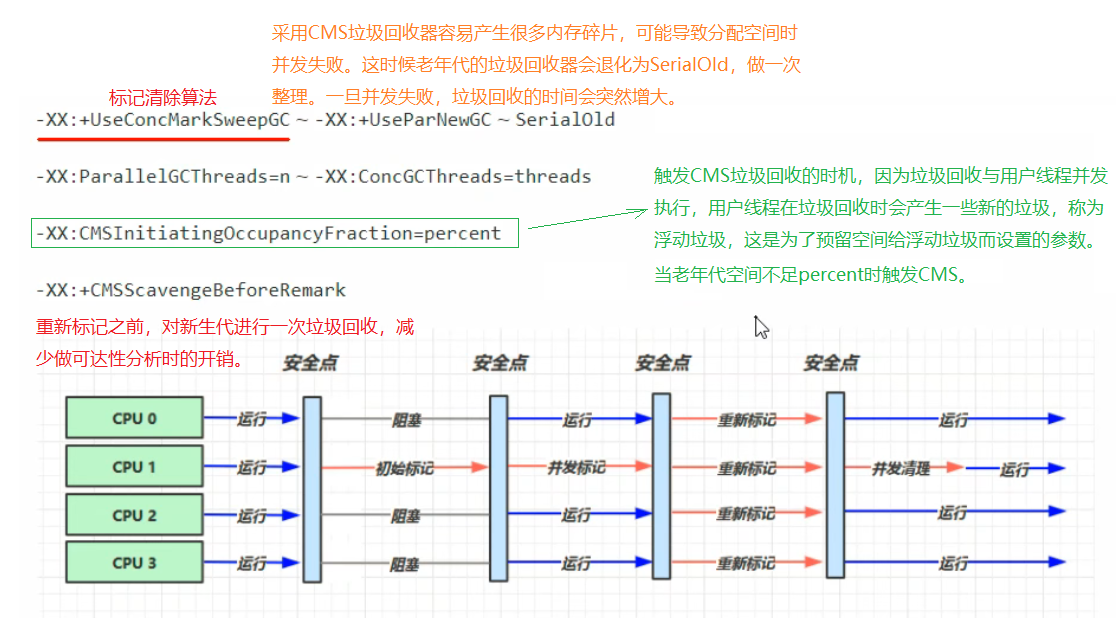 采用CMS垃圾回收器容易产生很多内存碎片，可能导致分配空间时
并发失败。这时候老年代的垃圾回收器会退化为SerialOld，做一次
整理。一旦并发失败，垃圾回收的时间会突然增大。
标记清除算法
-XX:+UseConcMarkSweepGC ~ -XX:+UseParNewGC ~ SerialOld
-XX:ParallelGCThreads=n ~ -XX:ConcGCThreads=threads
触发CMS垃圾回收的时机，因为垃圾回收与用户线程并发
执行，用户线程在垃圾回收时会产生一些新的垃圾，称为
浮动垃圾，这是为了预留空间给浮动垃圾而设置的参数。
当老年代空间不足percent时触发CMS。
-XX:CMSInitiatingOccupancyFraction=percent
-XX:+CMSScavengeBeforeRemark
重新标记之前，对新生代进行一次垃圾回收，减
少做可达性分析时的开销。
安全点 安全点 安全点 安全点
CPU 0 运行 阻塞 运行 重新标记 运行
CPU 1 运行 初始标记 并发标记 重新标记 并发清理 运行
CPU 2 运行 阻塞 运行 重新标记 运行
CPU 3 运行 阻塞 运行 重新标记 运行